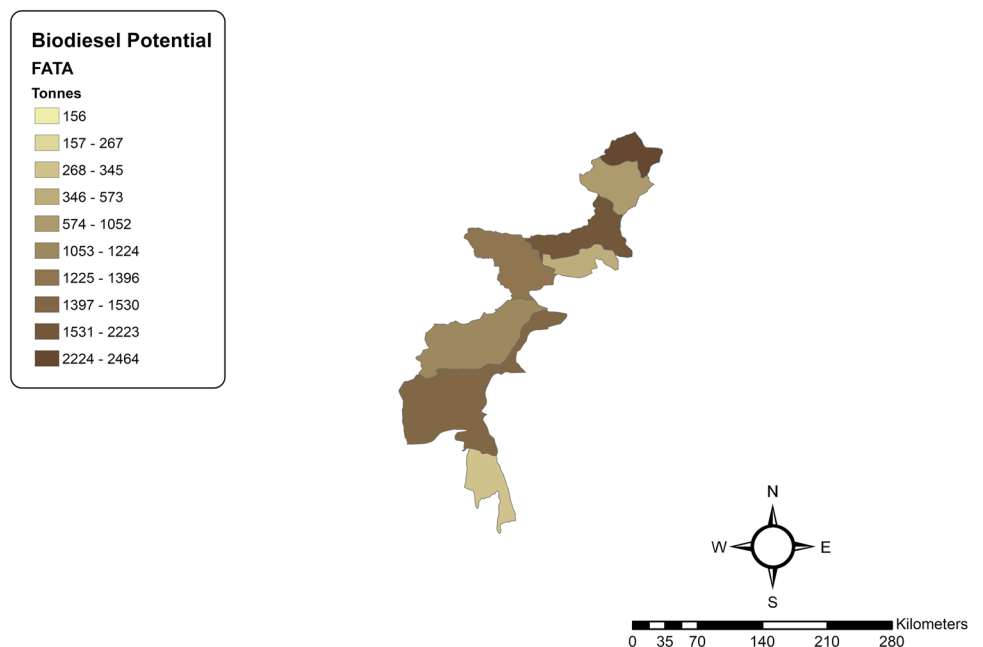 Biodiesel Potential
FATA
Tonnes
156
157 - 267
268 - 345
346 - 573
574 - 1052
1053 - 1224
1225 - 1396
1397 - 1530
1531 - 2223
2224 - 2464
N
W E
S
Kilometers
0 35 70 140 210 280